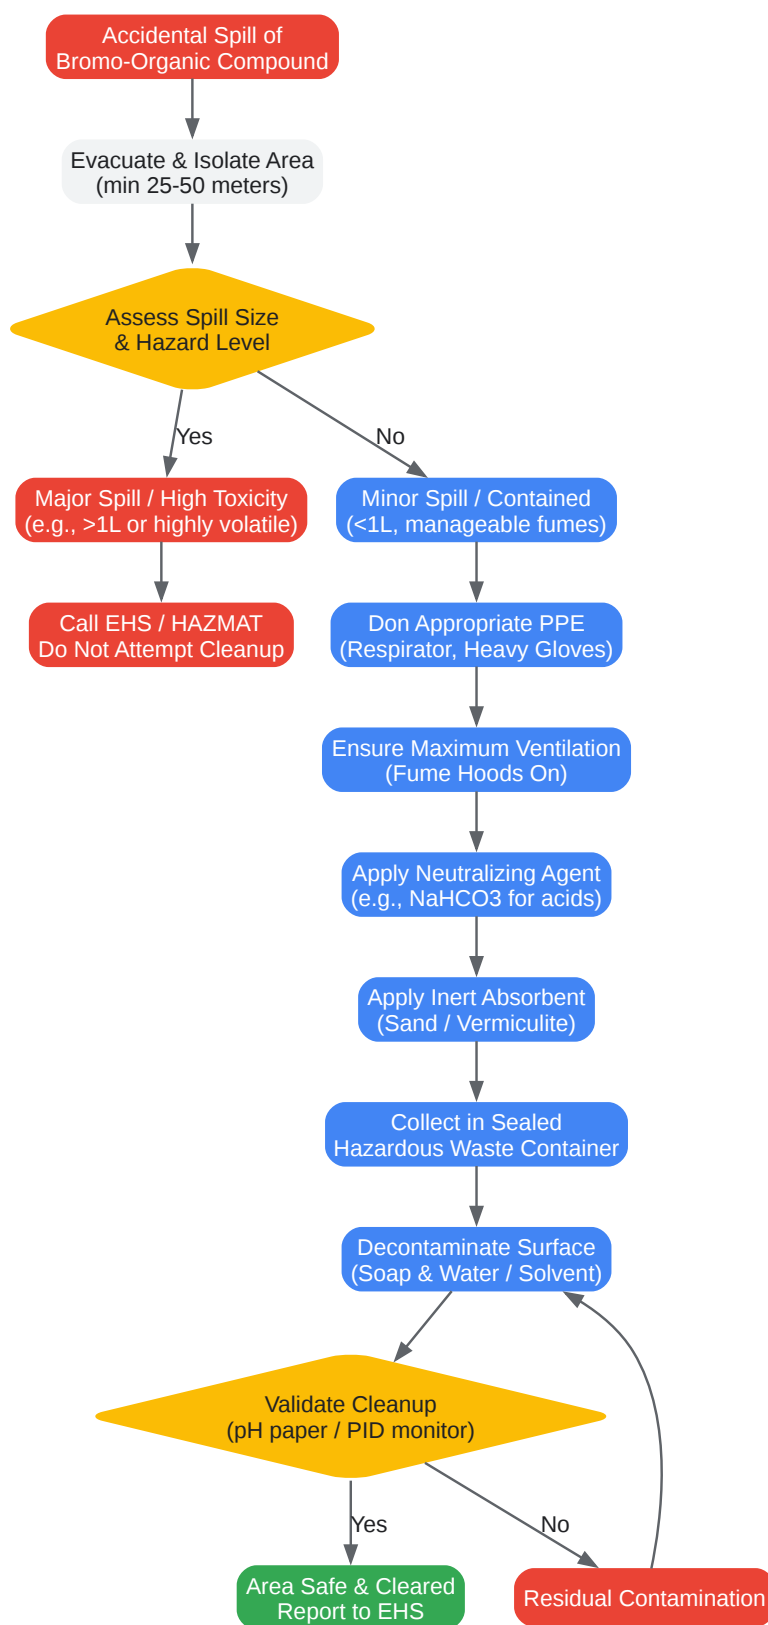 Accidental Spill of
Bromo-Organic Compound
Evacuate & Isolate Area
(min 25-50 meters)
Assess Spill Size
& Hazard Level
Yes
No
Major Spill / High Toxicity
(e.g., >1L or highly volatile)
Minor Spill / Contained
(<1L, manageable fumes)
Call EHS / HAZMAT
Do Not Attempt Cleanup
Don Appropriate PPE
(Respirator, Heavy Gloves)
Ensure Maximum Ventilation
(Fume Hoods On)
Apply Neutralizing Agent
(e.g., NaHCO3 for acids)
Apply Inert Absorbent
(Sand / Vermiculite)
Collect in Sealed
Hazardous Waste Container
Decontaminate Surface
(Soap & Water / Solvent)
Validate Cleanup
(pH paper / PID monitor)
Yes
No
Area Safe & Cleared
Report to EHS
Residual Contamination